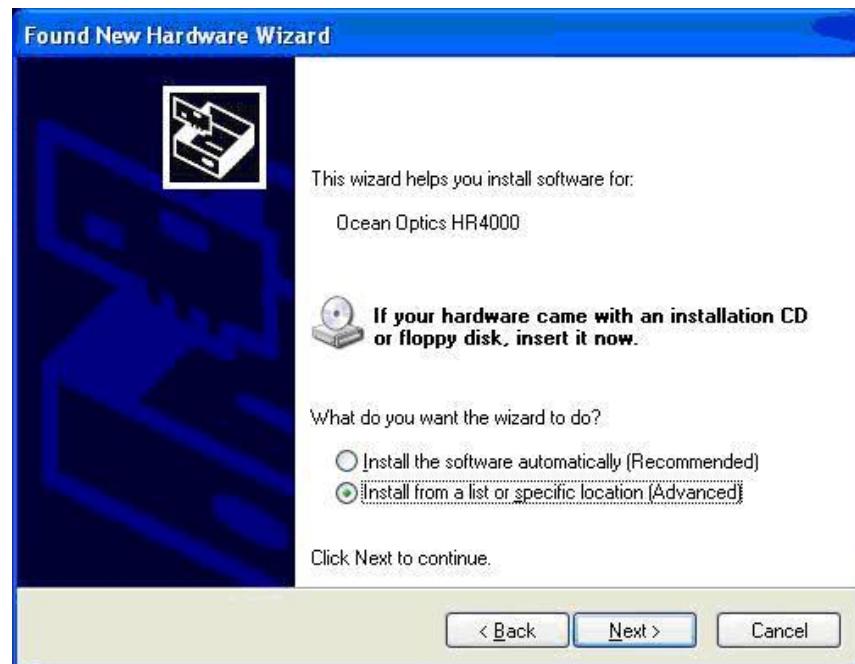 Found New Hardware Wizard
This wizard helps you install software for:
Ocean Optics HR4000
If your hardware came with an installation CD
or floppy disk, insert it now.
What do you want the wizard to do?
Install the software automatically (Recommended)
Install from a list or specific location (Advanced)
Click Next to continue.
< Back Next > Cancel